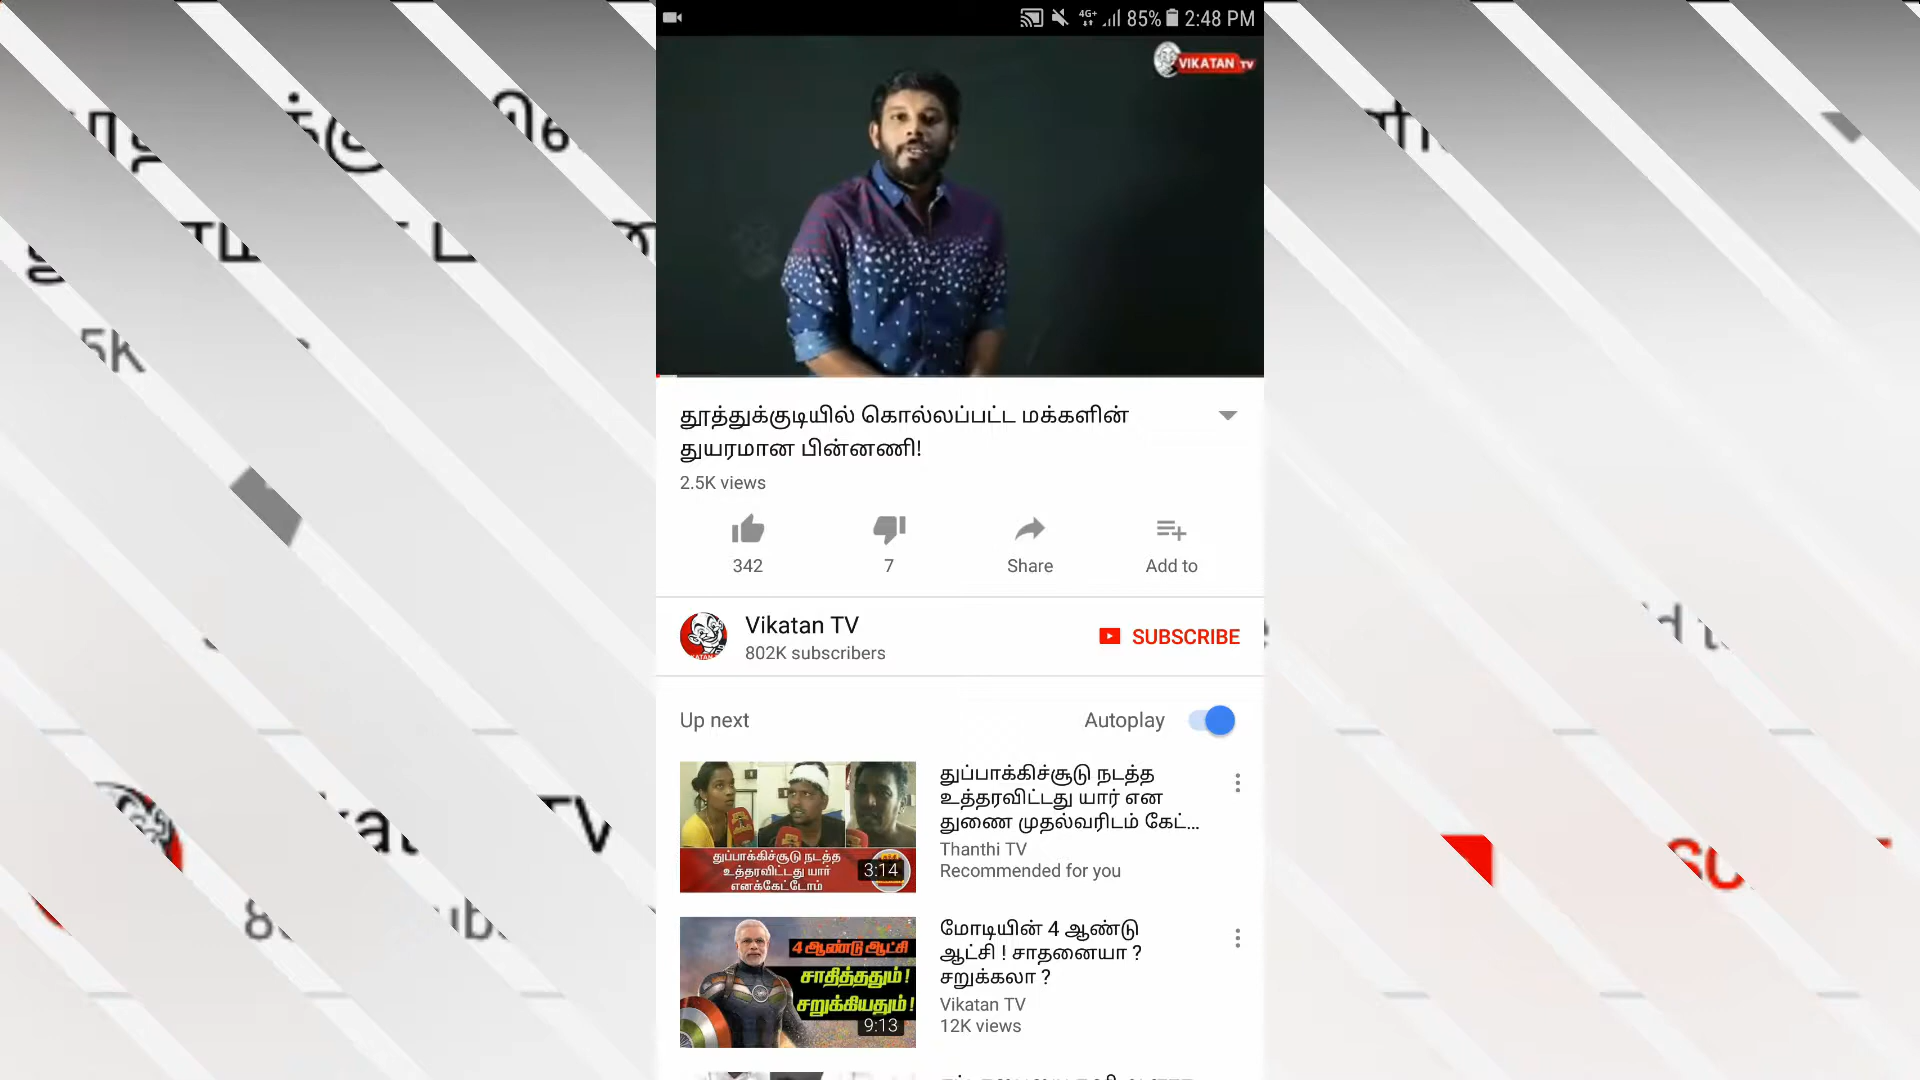 4G+ 85% 2:48 PM
VIKATAN TV
தூத்துக்குடியில் கொல்லப்பட்ட மக்களின்
துயரமான பின்னணி!
2.5K views
342 7 Share Add to
Vikatan TV
802K subscribers
SUBSCRIBE
Up next Autoplay
துப்பாக்கிச்சூடு நடத்த
உத்தரவிட்டது யார்
எனக்கேட்டோம்
3:14
துப்பாக்கிச்சூடு நடத்த
உத்தரவிட்டது யார் என
துணை முதல்வரிடம் கேட்...
Thanthi TV
Recommended for you
4 ஆண்டு ஆட்சி
சாதித்ததும் !
சறுக்கியதும் !
9:13
மோடியின் 4 ஆண்டு
ஆட்சி ! சாதனையா ?
சறுக்கலா ?
Vikatan TV
12K views